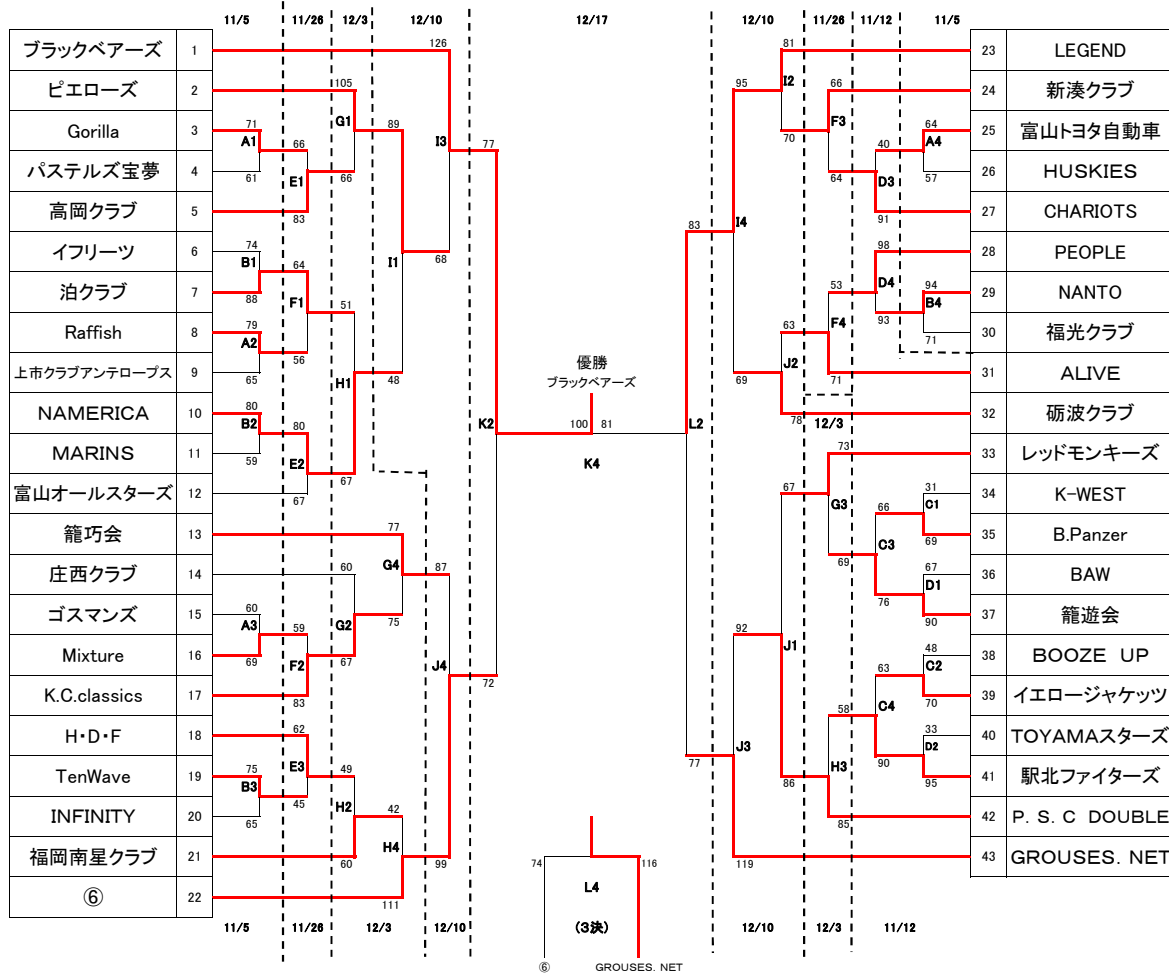 11/5 11/26 12/3 12/10 12/17 12/10 11/26 11/12 11/5
ブラックベアーズ 1 126 81 23 LEGEND
ピエローズ 2 105 95 I2 66 24 新湊クラブ
Gorilla 3 71 G1 89 F3 64 25 富山トヨタ自動車
A1 66 I3 77 70 40 A4
パステルズ宝夢 4 61 E1 66 64 D3 57 26 HUSKIES
高岡クラブ 5 83 I4 91 27 CHARIOTS
イフリーツ 6 74 83 98 28 PEOPLE
B1 64 I1 68 D4
泊クラブ 7 88 F1 51 53 94 29 NANTO
F4 93 B4
Raffish 8 79 63 71 30 福光クラブ
A2 56 優勝 J2
上市クラブアンテロープス 9 65 H1 48 ブラックベアーズ 69 71 31 ALIVE
NAMERICA 10 80 78 32 砺波クラブ
B2 80 K2 100 81 L2 12/3
MARINS 11 59 E2 73 33 レッドモンキーズ
K4
富山オールスターズ 12 67 67 67 G3 31 34 K-WEST
C1
籠巧会 13 77 66 69 35 B.Panzer
C3
庄西クラブ 14 60 G4 87 69 67 36 BAW
D1
ゴスマンズ 15 60 75 76 90 37 籠遊会
A3 59 G2 92
Mixture 16 69 F2 67 J4 J1 48 38 BOOZE UP
63 C2
K.C.classics 17 83 72 70 39 イエロージャケッツ
C4
H・D・F 18 62 58 33 40 TOYAMAスターズ
E3 J3 D2
TenWave 19 75 49 77 86 H3 90 95 41 駅北ファイターズ
B3 45 H2
INFINITY 20 65 42 85 42 P. S. C DOUBLE
H4
福岡南星クラブ 21 60 99 74 116 119 43 GROUSES. NET
L4
⑥ 22 111
(3決)
11/5 11/26 12/3 12/10 12/10 12/3 11/12
⑥ GROUSES. NET